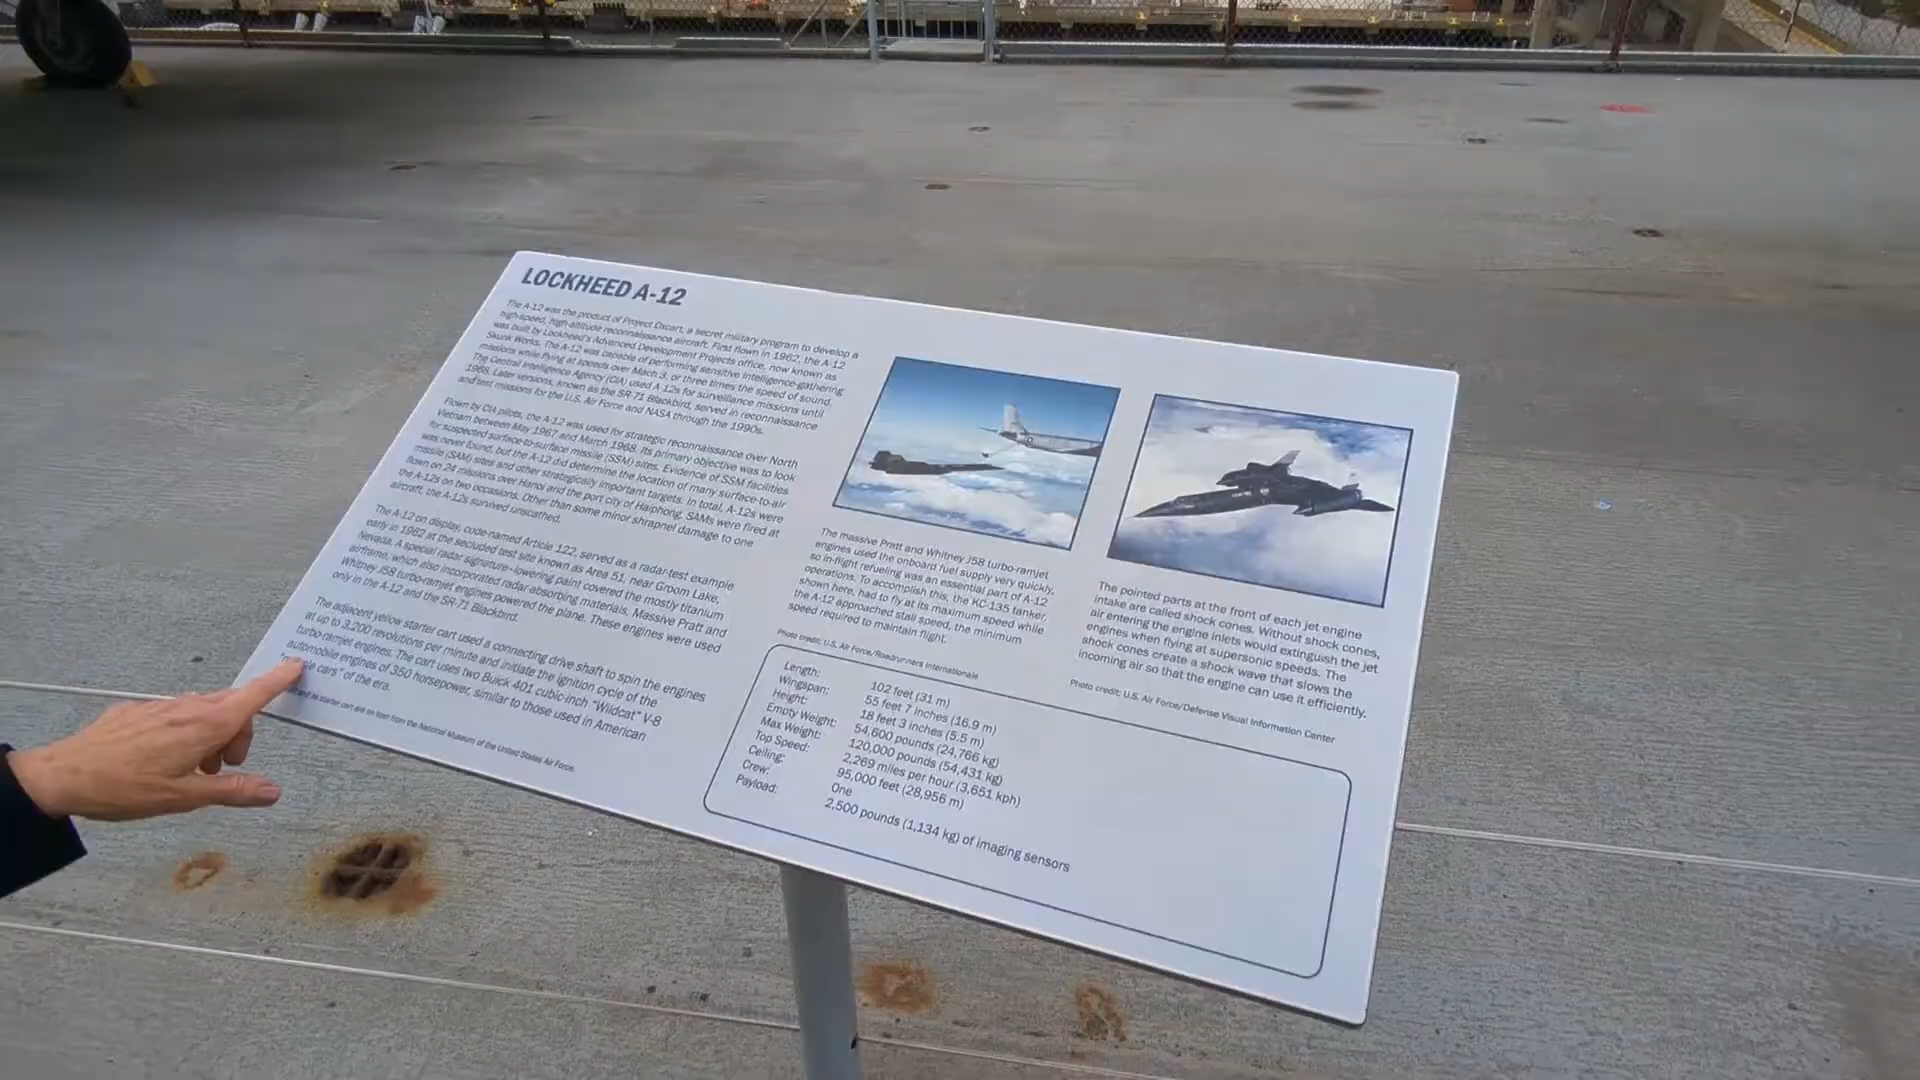 LOCKHEED A-12
The A-12 was the product of Project Oxcart, a secret military program to develop a
high-speed, high-altitude reconnaissance aircraft. First flown in 1962, the A-12
was built by Lockheed's Advanced Development Projects office, now known as
Skunk Works. The A-12 was capable of performing sensitive intelligence-gathering
missions while flying at speeds over Mach 3, or three times the speed of sound.
The Central Intelligence Agency (CIA) used A-12s for surveillance missions until
1968. Later versions, known as the SR-71 Blackbird, served in reconnaissance
and test missions for the U.S. Air Force and NASA through the 1990s.
Flown by CIA pilots, the A-12 was used for strategic reconnaissance over North
Vietnam between May 1967 and March 1968. Its primary objective was to look
for suspected surface-to-surface missile (SSM) sites. Evidence of SSM facilities
was never found, but the A-12 did determine the location of many surface-to-air
missile (SAM) sites and other strategically important targets. In total, A-12s were
flown on 24 missions over Hanoi and the port city of Haiphong. SAMs were fired at
the A-12s on two occasions. Other than some minor shrapnel damage to one
aircraft, the A-12s survived unscathed.
The A-12 on display, code-named Article 122, served as a radar-test example
early in 1962 at the secluded test site known as Area 51, near Groom Lake,
Nevada. A special radar signature-lowering paint covered the mostly titanium
airframe, which also incorporated radar-absorbing materials. Massive Pratt and
Whitney J58 turbo-ramjet engines powered the plane. These engines were used
only in the A-12 and the SR-71 Blackbird.
The adjacent yellow starter cart used a connecting drive shaft to spin the engines
at up to 3,200 revolutions per minute and initiate the ignition cycle of the
turbo-ramjet engines. The cart uses two Buick 401 cubic-inch "Wildcat" V-8
automobile engines of 350 horsepower, similar to those used in American
cars" of the era.
and the starter cart are on loan from the National Museum of the United States Air Force.
The massive Pratt and Whitney J58 turbo-ramjet
engines used the onboard fuel supply very quickly,
so in-flight refueling was an essential part of A-12
operations. To accomplish this, the KC-135 tanker,
shown here, had to fly at its maximum speed while
the A-12 approached stall speed, the minimum
speed required to maintain flight.
Photo credit: U.S. Air Force/Roadrunners Internationale
The pointed parts at the front of each jet engine
intake are called shock cones. Without shock cones,
air entering the engine inlets would extinguish the jet
engines when flying at supersonic speeds. The
shock cones create a shock wave that slows the
incoming air so that the engine can use it efficiently.
Photo credit: U.S. Air Force/Defense Visual Information Center
Length: 102 feet (31 m)
Wingspan: 55 feet 7 inches (16.9 m)
Height: 18 feet 3 inches (5.5 m)
Empty Weight: 54,600 pounds (24,766 kg)
Max Weight: 120,000 pounds (54,431 kg)
Top Speed: 2,269 miles per hour (3,651 kph)
Ceiling: 95,000 feet (28,956 m)
Crew: One
Payload: 2,500 pounds (1,134 kg) of imaging sensors